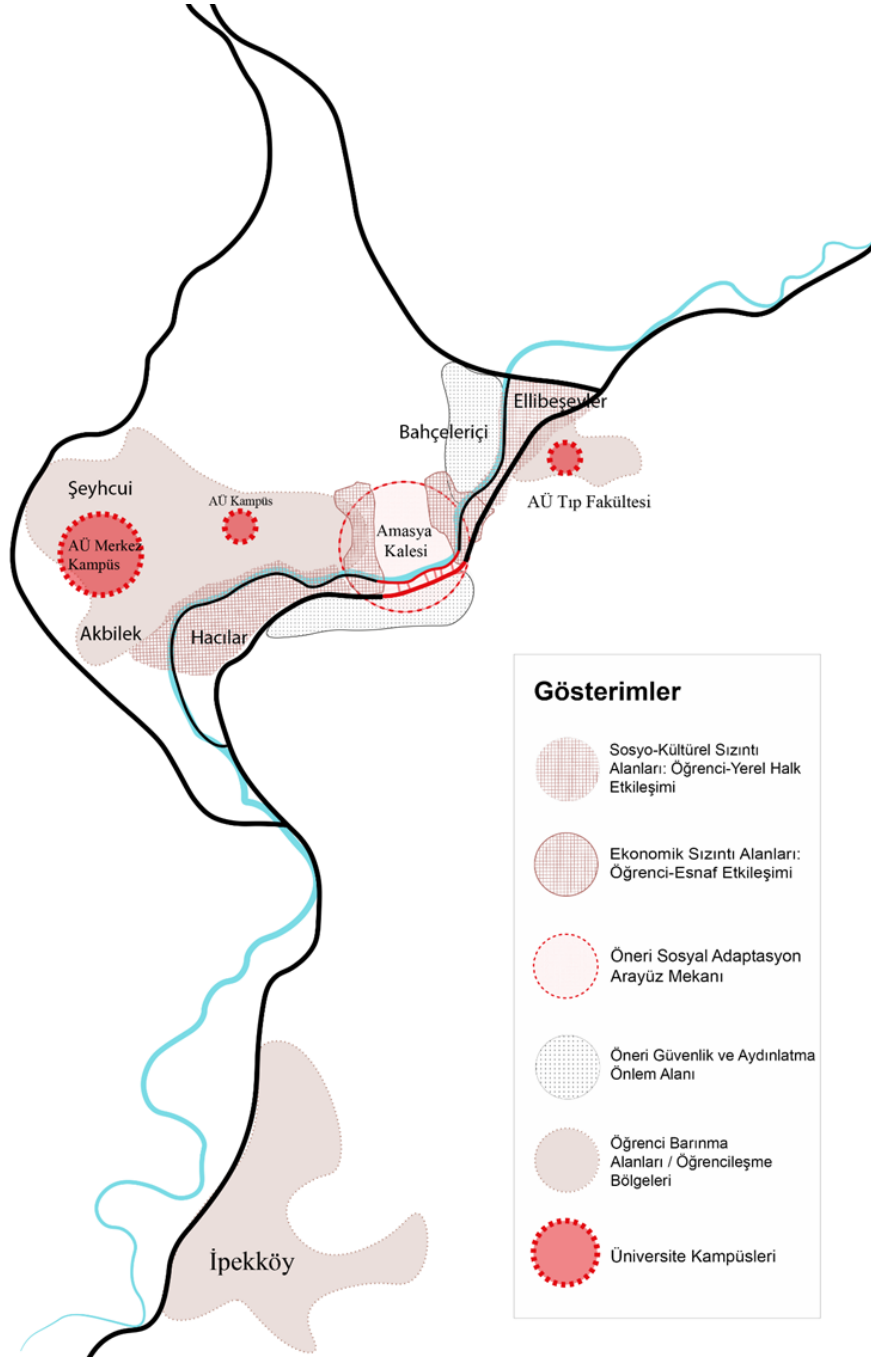 Ellibeşevler
Bahçeleriçi
Şeyhcui
AÜ Kampüs
AÜ Tıp Fakültesi
Amasya
Kalesi
AÜ Merkez
Kampüs
Akbilek
Hacılar
Gösterimler
Sosyo-Kültürel Sızıntı
Alanları: Öğrenci-Yerel Halk
Etkileşimi
Ekonomik Sızıntı Alanları:
Öğrenci-Esnaf Etkileşimi
Öneri Sosyal Adaptasyon
Arayüz Mekanı
Öneri Güvenlik ve Aydınlatma
Önlem Alanı
Öğrenci Barınma
Alanları / Öğrencileşme
Bölgeleri
Üniversite Kampüsleri
İpekköy